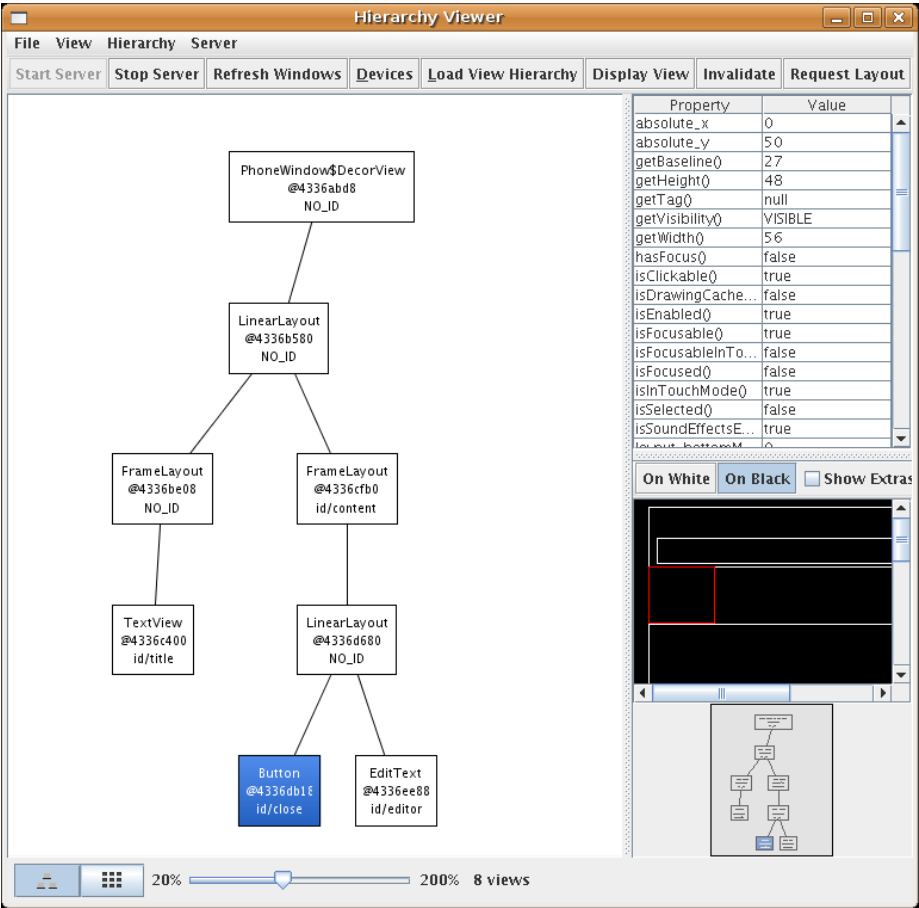 Hierarchy Viewer
File View Hierarchy Server
Start Server Stop Server Refresh Windows Devices Load View Hierarchy Display View Invalidate Request Layout
PhoneWindow$DecorView
@4336abd8
NO_ID
LinearLayout
@4336b580
NO_ID
FrameLayout
@4336be08
NO_ID
FrameLayout
@4336cfb0
id/content
TextView
@4336c400
id/title
LinearLayout
@4336d680
NO_ID
Button
@4336db18
id/close
EditText
@4336ee88
id/editor
Property Value
absolute_x 0
absolute_y 50
getBaseline() 27
getHeight() 48
getTag() null
getVisibility() VISIBLE
getWidth() 56
hasFocus() false
isClickable() true
isDrawingCache... false
isEnabled() true
isFocusable() true
isFocusableInTo... false
isFocused() false
isInTouchMode() true
isSelected() false
isSoundEffectsE... true
layout_bottomM... 0
On White On Black Show Extras
20% 200% 8 views